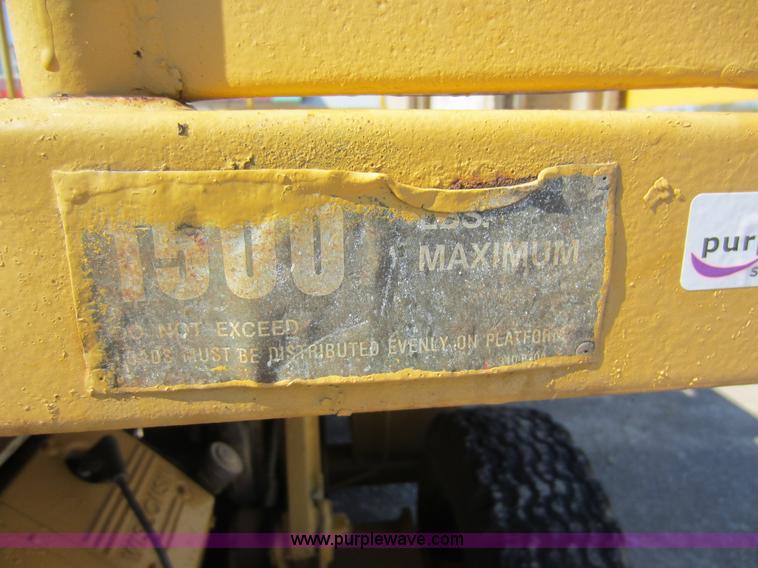 1500 LBS.
MAXIMUM
DO NOT EXCEED
LOADS MUST BE DISTRIBUTED EVENLY ON PLATFORM
purp
www.purplewave.com